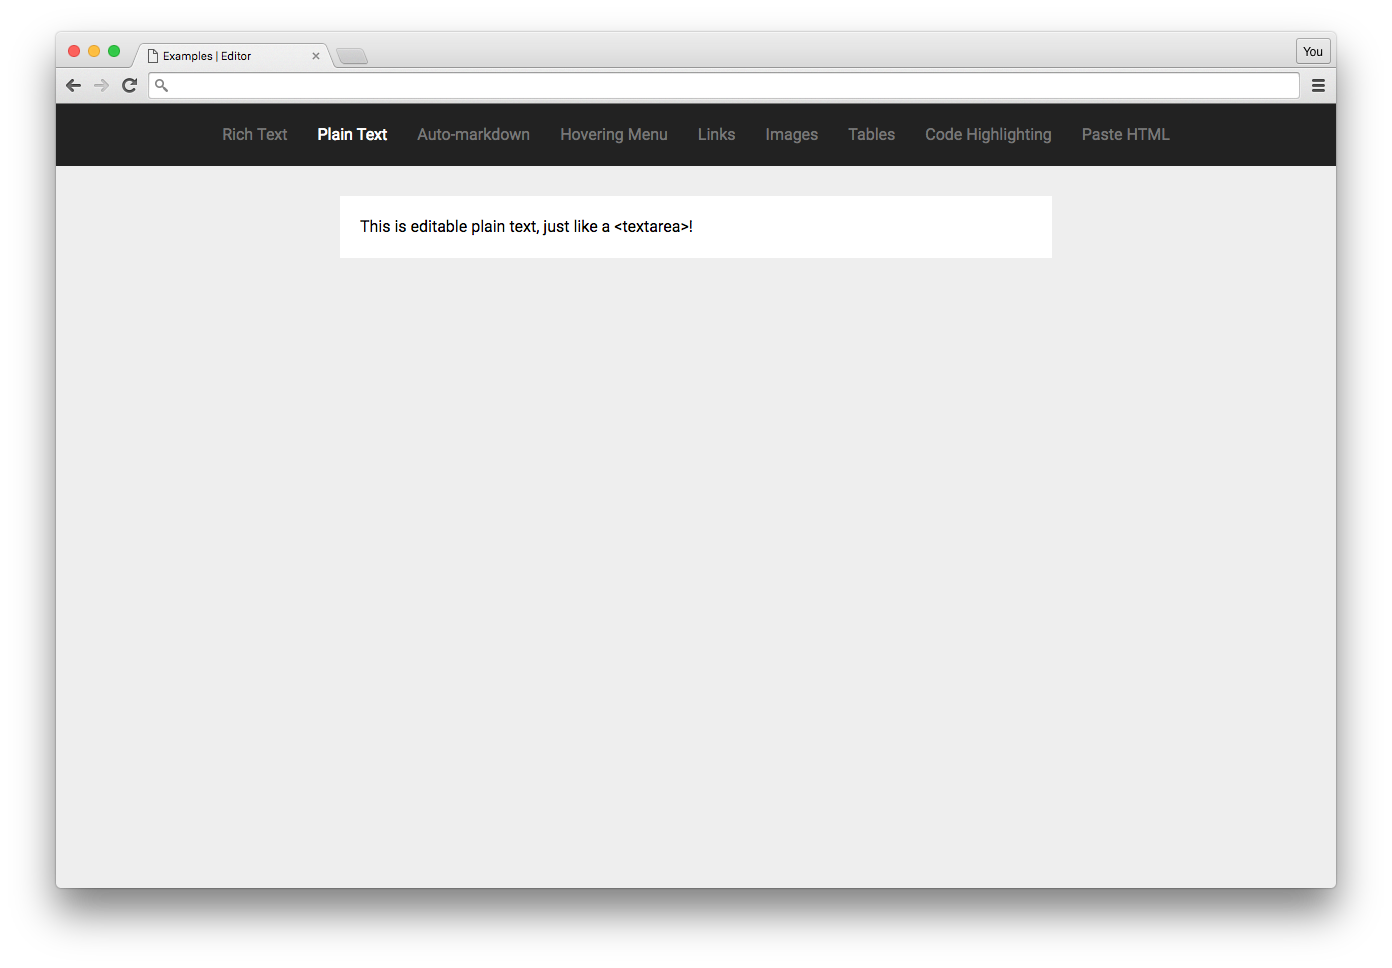 Examples | Editor
You
Rich Text Plain Text Auto-markdown Hovering Menu Links Images Tables Code Highlighting Paste HTML
This is editable plain text, just like a <textarea>!